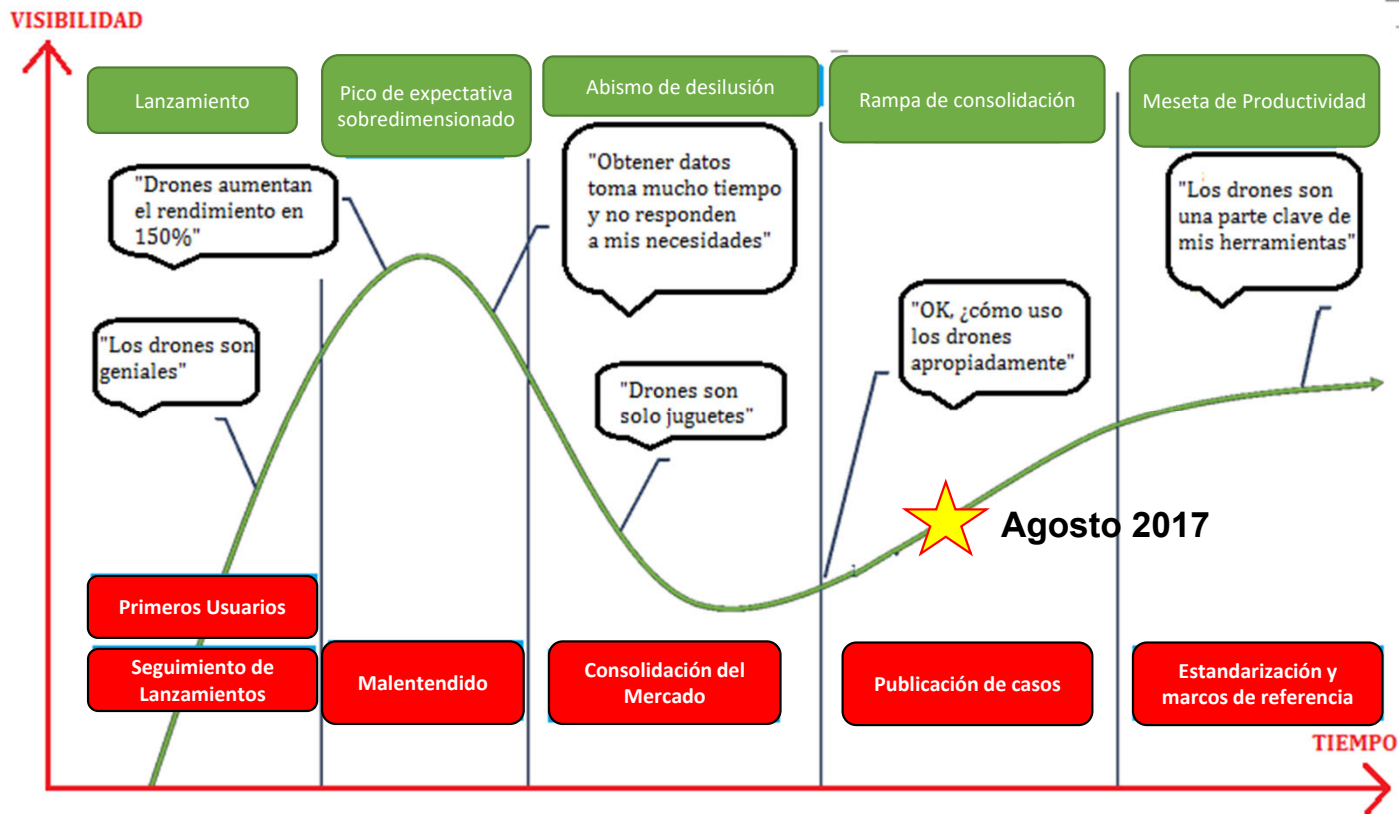 VISIBILIDAD
Lanzamiento
Pico de expectativa
sobredimensionado
Abismo de desilusión
Rampa de consolidación
Meseta de Productividad
"Drones aumentan
el rendimiento en
150%"
"Obtener datos
toma mucho tiempo
y no responden
a mis necesidades"
"Los drones son
una parte clave de
mis herramientas"
"Los drones son
geniales"
"Drones son
solo juguetes"
"OK, ¿cómo uso
los drones
apropiadamente"
Agosto 2017
Primeros Usuarios
Seguimiento de
Lanzamientos
Malentendido
Consolidación del
Mercado
Publicación de casos
Estandarización y
marcos de referencia
TIEMPO